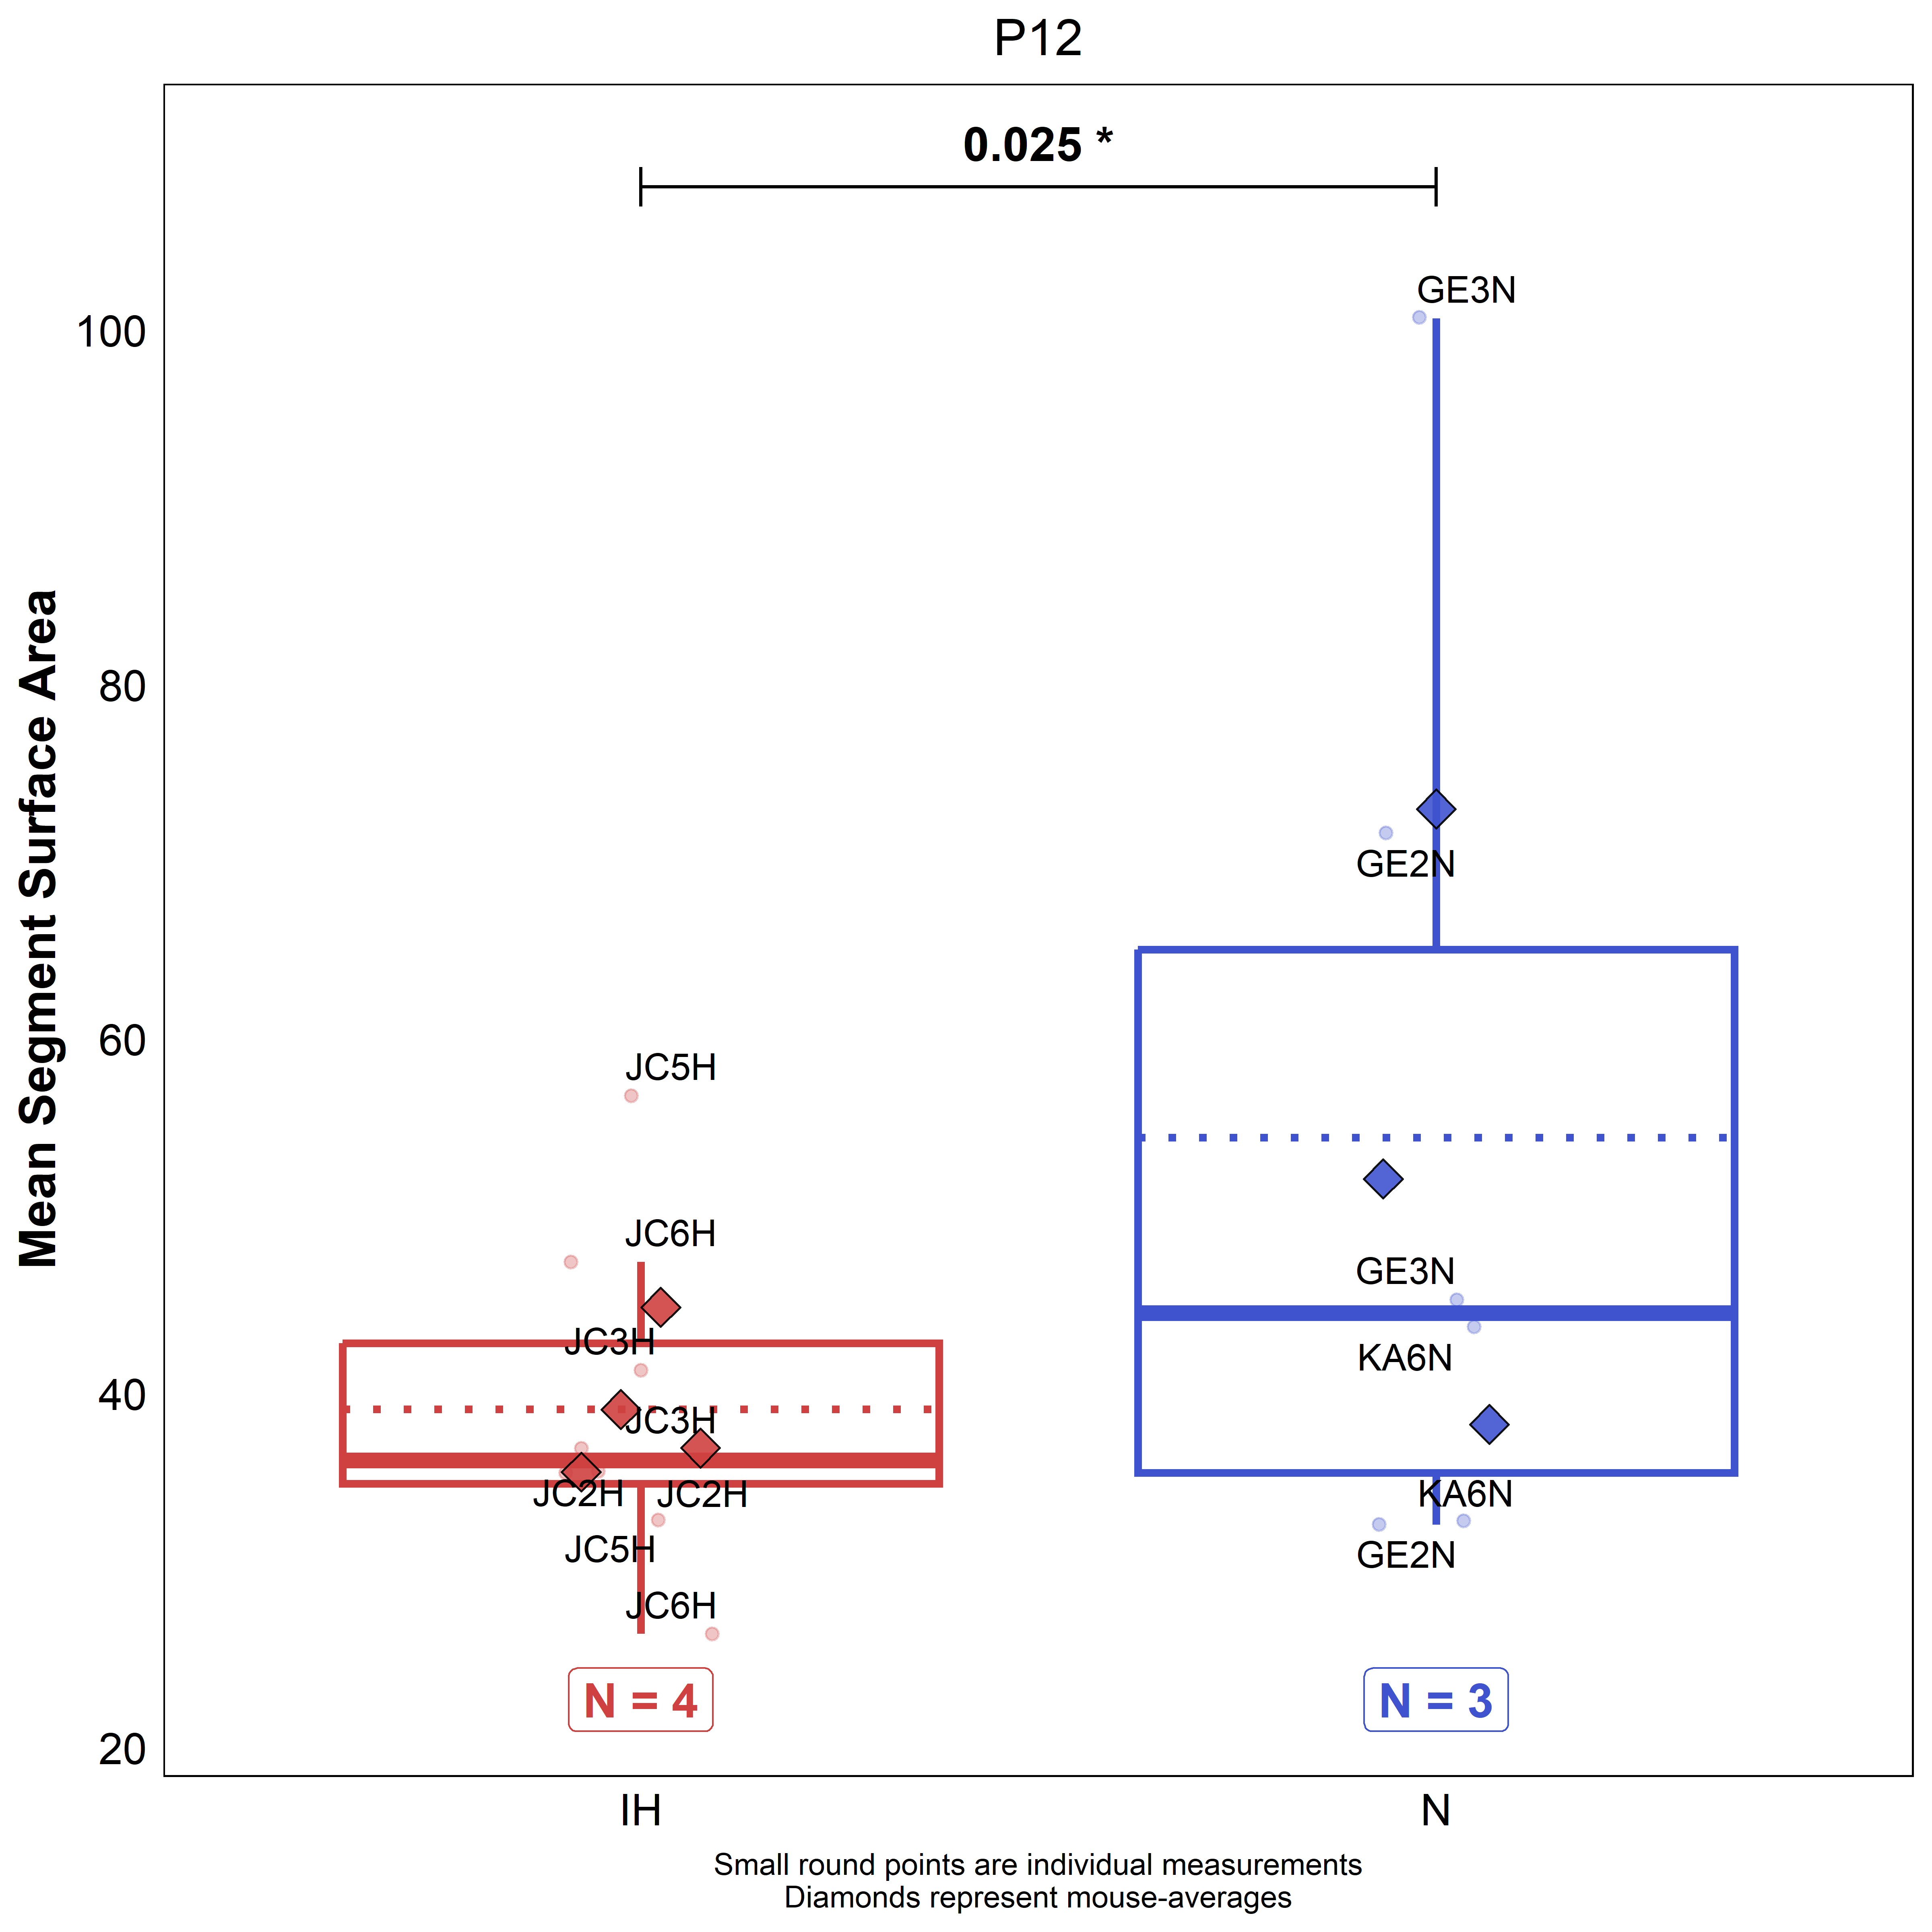 P12
0.025 *
GE3N
100
80
GE2N
Mean Segment Surface Area
60
JC5H
JC6H
GE3N
JC3H
KA6N
40
JC3H
JC2H
JC2H
KA6N
JC5H
GE2N
JC6H
N = 4
N = 3
20
IH
N
Small round points are individual measurements
Diamonds represent mouse-averages